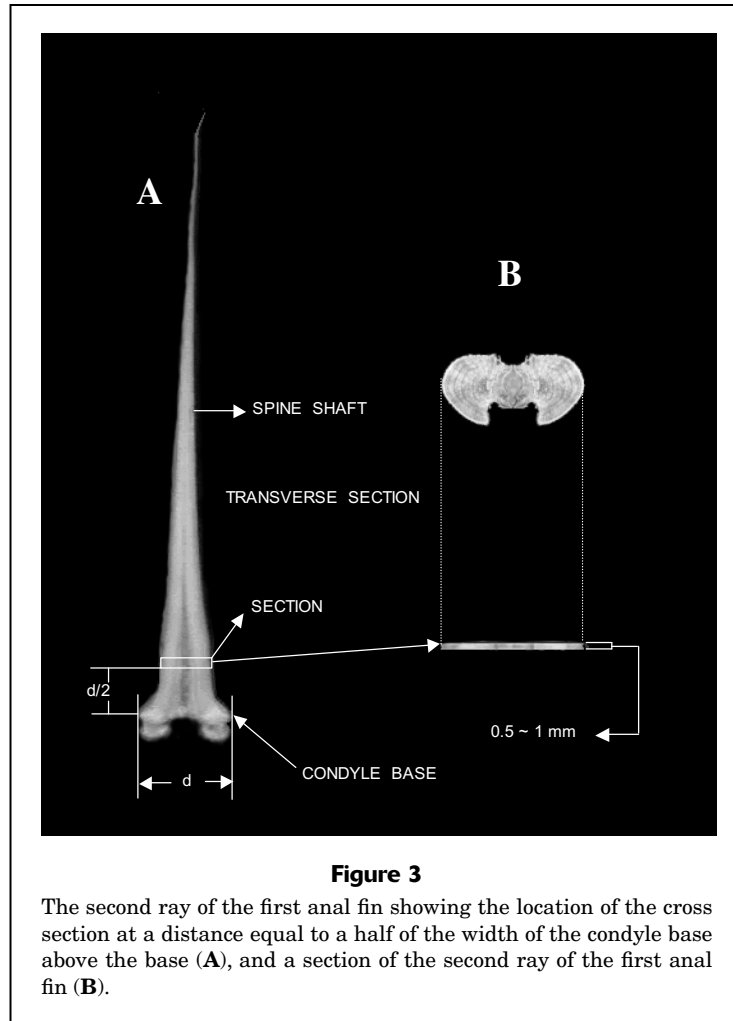 A
B
SPINE SHAFT
TRANSVERSE SECTION
SECTION
d/2
0.5 ~ 1 mm
CONDYLE BASE
d
Figure 3
The second ray of the first anal fin showing the location of the cross
section at a distance equal to a half of the width of the condyle base
above the base (A), and a section of the second ray of the first anal
fin (B).